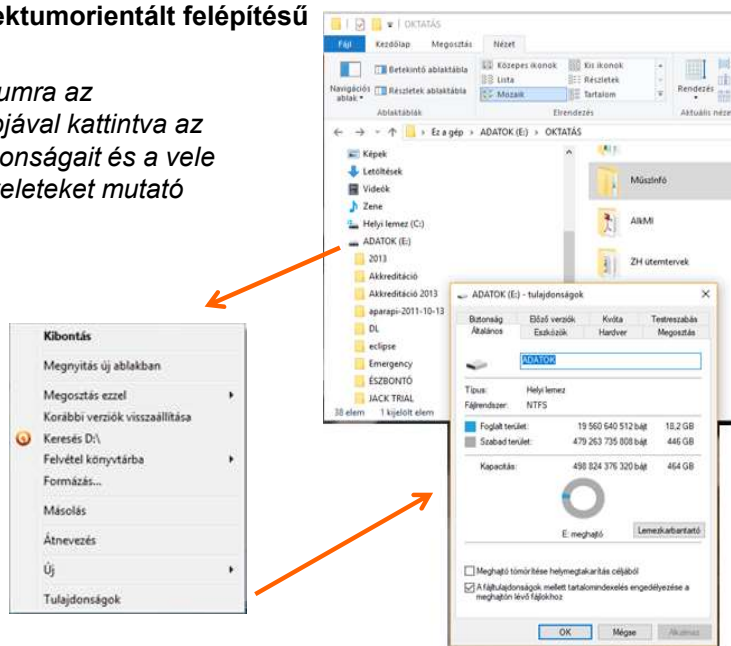 ektumorientált felépítésű
umra az
ojával kattintva az
onságait és a vele
veleteket mutató
OKTATÁS
Fájl Kezdőlap Megosztás Nézet
Navigációs ablak
Betekintő ablaktábla
Részletek ablaktábla
Ablaktáblák
Közepes ikonok Kis ikonok
Lista Részletek
Mozaik Tartalom
Elrendezés
Rendezés
Aktuális néze
Ez a gép › ADATOK (E:) › OKTATÁS
Képek
Letöltések
Videók
Zene
Helyi lemez (C:)
ADATOK (E:)
2013
Akkreditáció
Akkreditáció 2013
aparapi-2011-10-13
DL
eclipse
Emergency
ÉSZBONTÓ
JACK TRIAL
38 elem 1 kijelölt elem
MűszInfó
AlkMI
ZH ütemtervek
Kibontás
Megnyitás új ablakban
Megosztás ezzel
Korábbi verziók visszaállítása
Keresés D:\
Felvétel könyvtárba
Formázás...
Másolás
Átnevezés
Új
Tulajdonságok
ADATOK (E:) - tulajdonságok
Biztonság Előző verziók Kvóta Testreszabás
Általános Eszközök Hardver Megosztás
ADATOK
Típus: Helyi lemez
Fájlrendszer: NTFS
Foglalt terület: 19 560 640 512 bájt 18,2 GB
Szabad terület: 479 263 735 808 bájt 446 GB
Kapacitás: 498 824 376 320 bájt 464 GB
E: meghajtó
Lemezkarbantartó
Meghajtó tömörítése helymegtakarítás céljából
A fájltulajdonságok mellett tartalomindexelés engedélyezése a
meghajtón lévő fájlokhoz
OK Mégse Alkalmaz